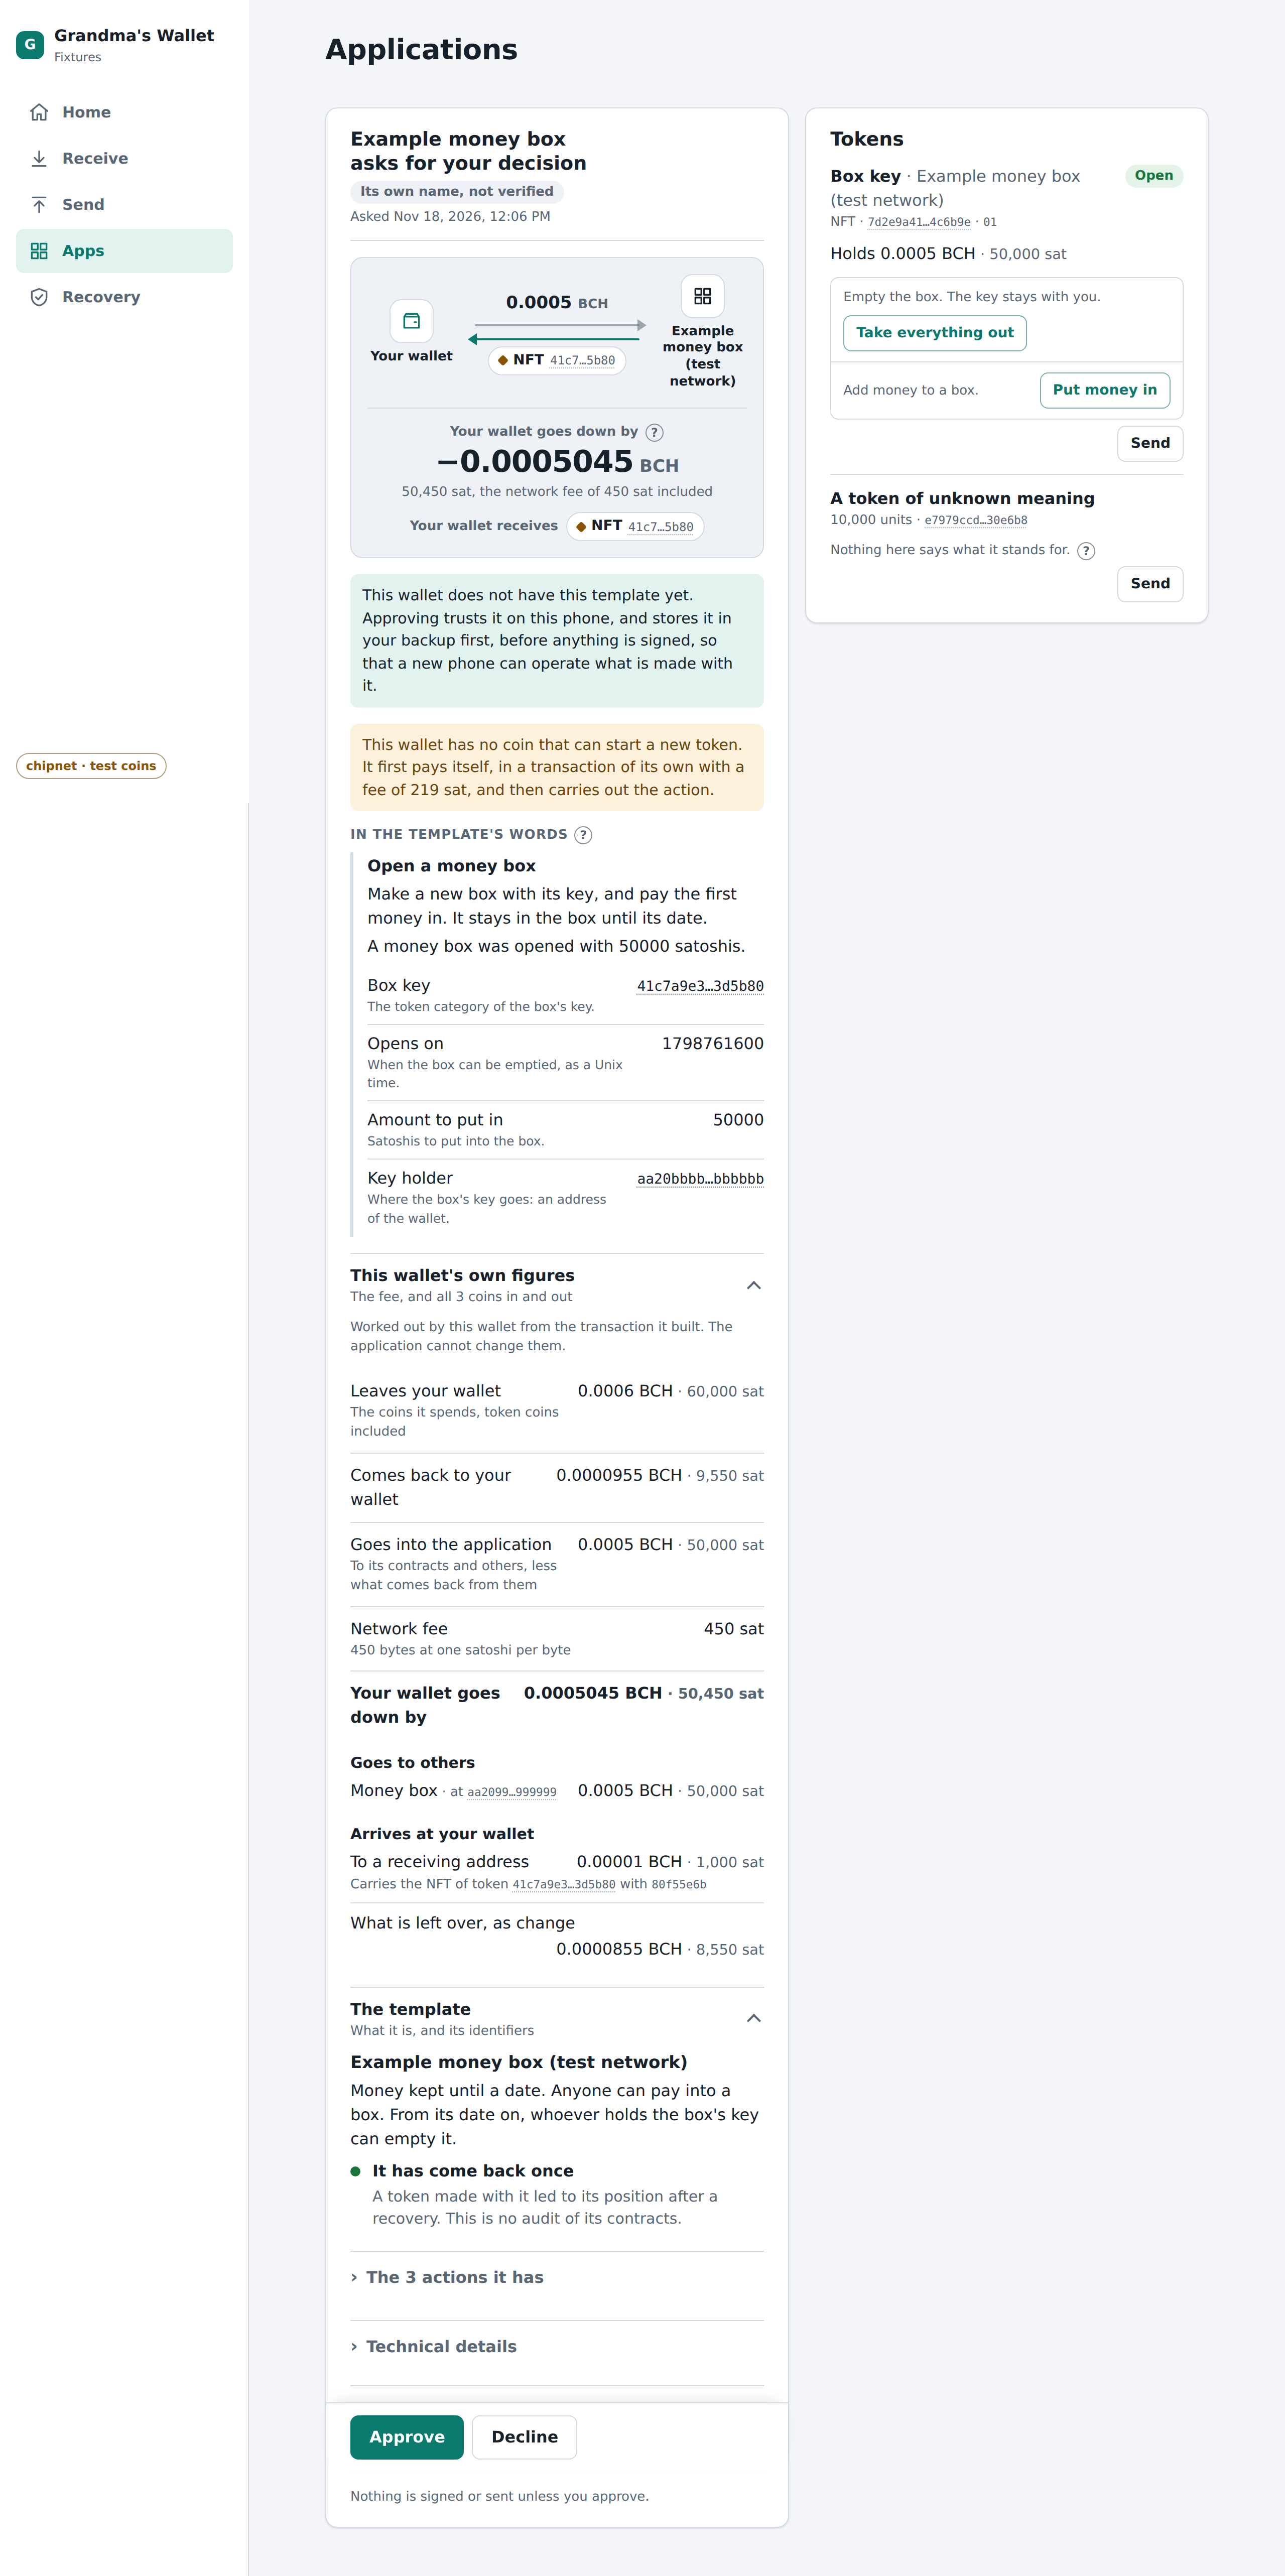 G
Grandma's Wallet
Fixtures
Home
Receive
Send
Apps
Recovery
chipnet · test coins
Applications
Example money box
asks for your decision
Its own name, not verified
Asked Nov 18, 2026, 12:06 PM
Your wallet
0.0005 BCH
NFT 41c7…5b80
Example
money box
(test
network)
Your wallet goes down by ?
−0.0005045 BCH
50,450 sat, the network fee of 450 sat included
Your wallet receives NFT 41c7…5b80
This wallet does not have this template yet.
Approving trusts it on this phone, and stores it in
your backup first, before anything is signed, so
that a new phone can operate what is made with
it.
This wallet has no coin that can start a new token.
It first pays itself, in a transaction of its own with a
fee of 219 sat, and then carries out the action.
IN THE TEMPLATE'S WORDS ?
Open a money box
Make a new box with its key, and pay the first
money in. It stays in the box until its date.
A money box was opened with 50000 satoshis.
Box key 41c7a9e3…3d5b80
The token category of the box's key.
Opens on 1798761600
When the box can be emptied, as a Unix
time.
Amount to put in 50000
Satoshis to put into the box.
Key holder aa20bbbb…bbbbbb
Where the box's key goes: an address
of the wallet.
This wallet's own figures
The fee, and all 3 coins in and out
Worked out by this wallet from the transaction it built. The
application cannot change them.
Leaves your wallet 0.0006 BCH · 60,000 sat
The coins it spends, token coins
included
Comes back to your 0.0000955 BCH · 9,550 sat
wallet
Goes into the application 0.0005 BCH · 50,000 sat
To its contracts and others, less
what comes back from them
Network fee 450 sat
450 bytes at one satoshi per byte
Your wallet goes 0.0005045 BCH · 50,450 sat
down by
Goes to others
Money box · at aa2099…999999 0.0005 BCH · 50,000 sat
Arrives at your wallet
To a receiving address 0.00001 BCH · 1,000 sat
Carries the NFT of token 41c7a9e3…3d5b80 with 80f55e6b
What is left over, as change
0.0000855 BCH · 8,550 sat
The template
What it is, and its identifiers
Example money box (test network)
Money kept until a date. Anyone can pay into a
box. From its date on, whoever holds the box's key
can empty it.
It has come back once
A token made with it led to its position after a
recovery. This is no audit of its contracts.
› The 3 actions it has
› Technical details
Approve
Decline
Nothing is signed or sent unless you approve.
Tokens
Box key · Example money box
(test network)
Open
NFT · 7d2e9a41…4c6b9e · 01
Holds 0.0005 BCH · 50,000 sat
Empty the box. The key stays with you.
Take everything out
Add money to a box.
Put money in
Send
A token of unknown meaning
10,000 units · e7979ccd…30e6b8
Nothing here says what it stands for. ?
Send